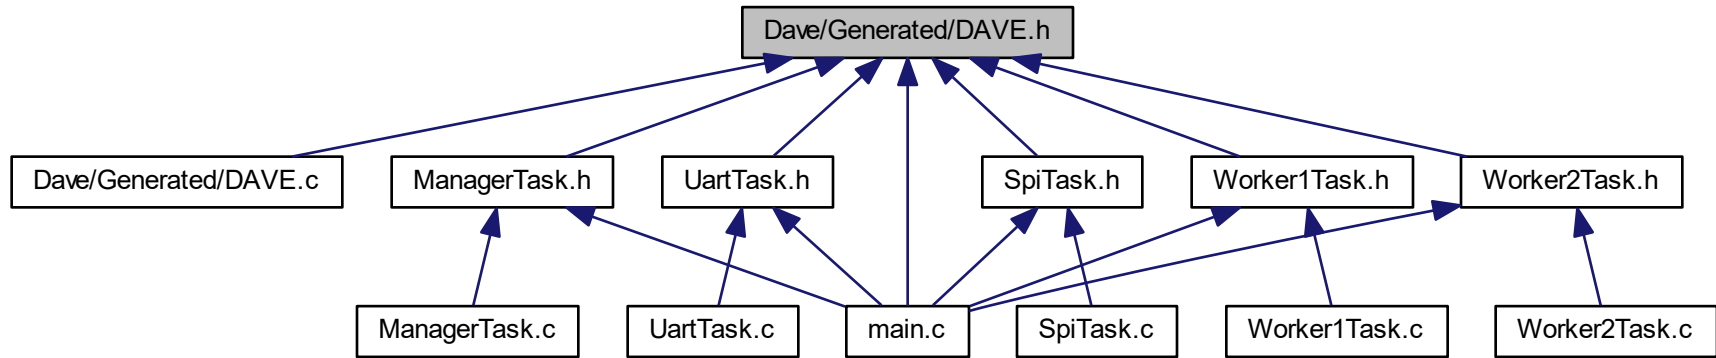 Dave/Generated/DAVE.h
Dave/Generated/DAVE.c
ManagerTask.h
UartTask.h
SpiTask.h
Worker1Task.h
Worker2Task.h
ManagerTask.c
UartTask.c
main.c
SpiTask.c
Worker1Task.c
Worker2Task.c